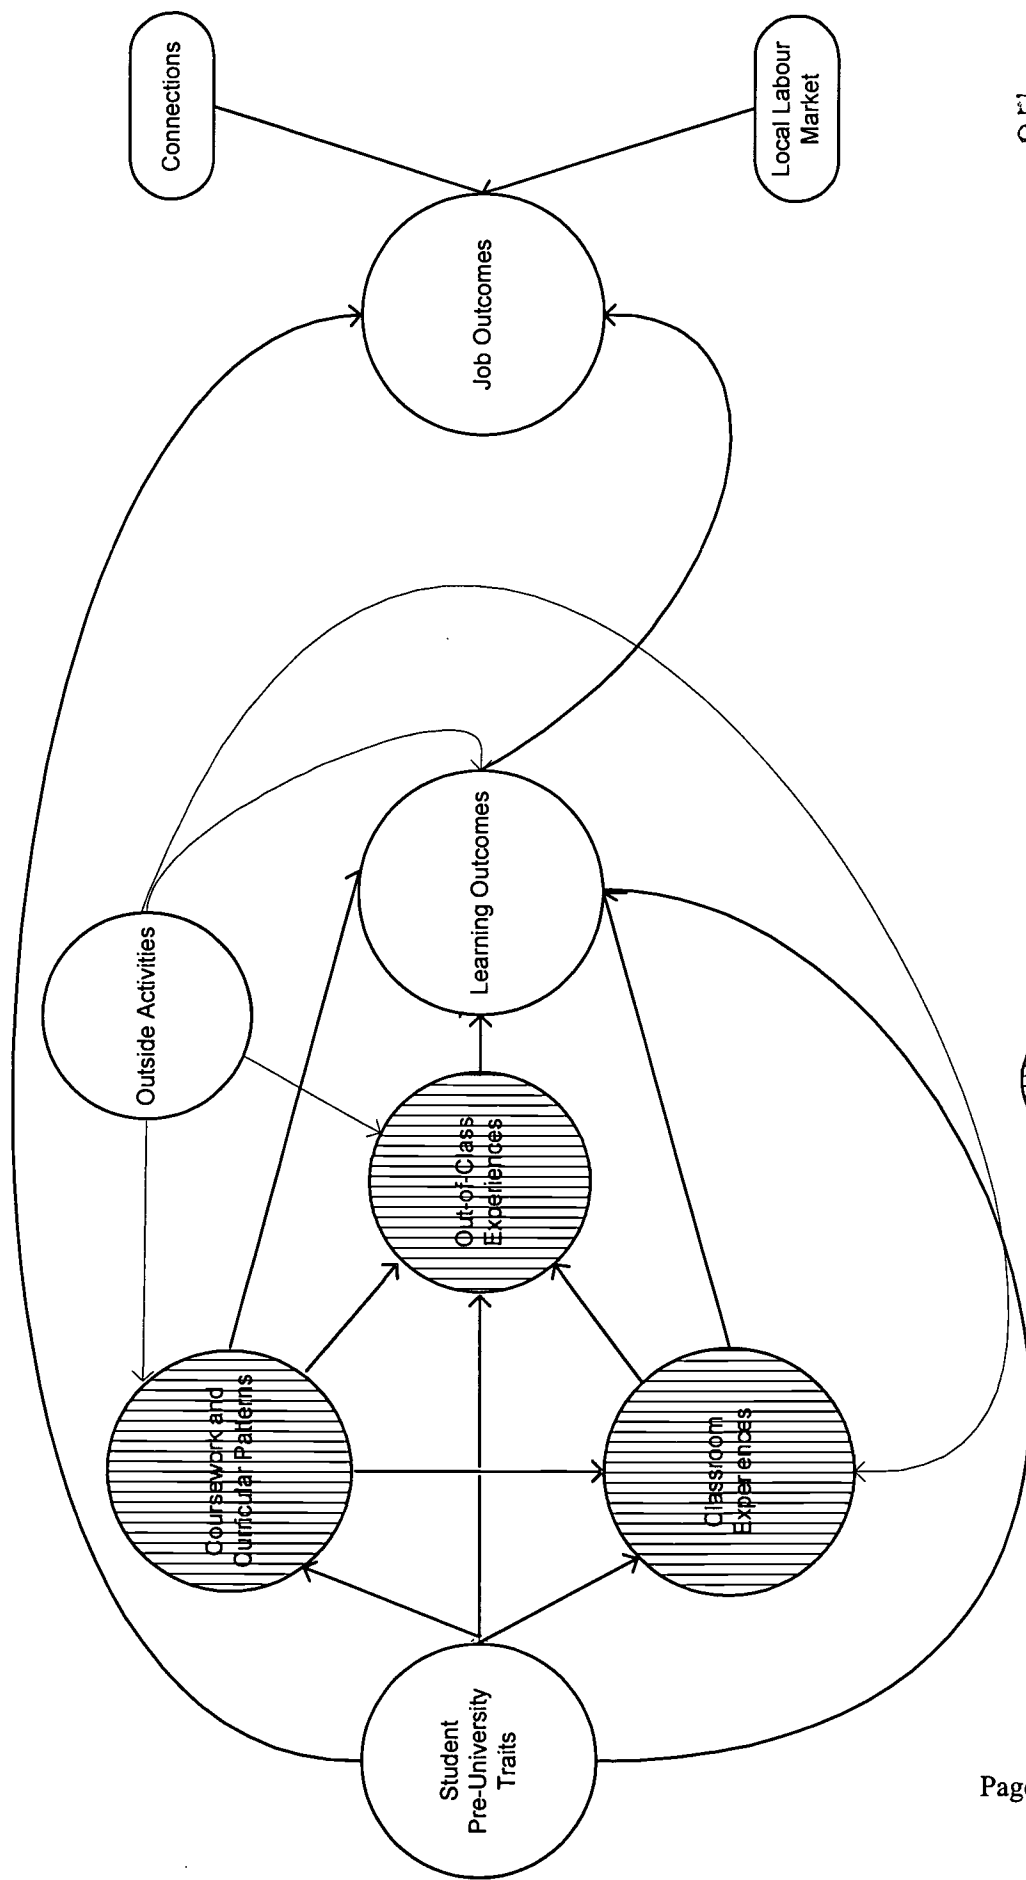 Connections
Local Labour
Market
Job Outcomes
Outside Activities
Learning Outcomes
Out-of-Class
Experiences
Coursework and
Curricular Patterns
Classroom
Experiences
Student
Pre-University
Traits